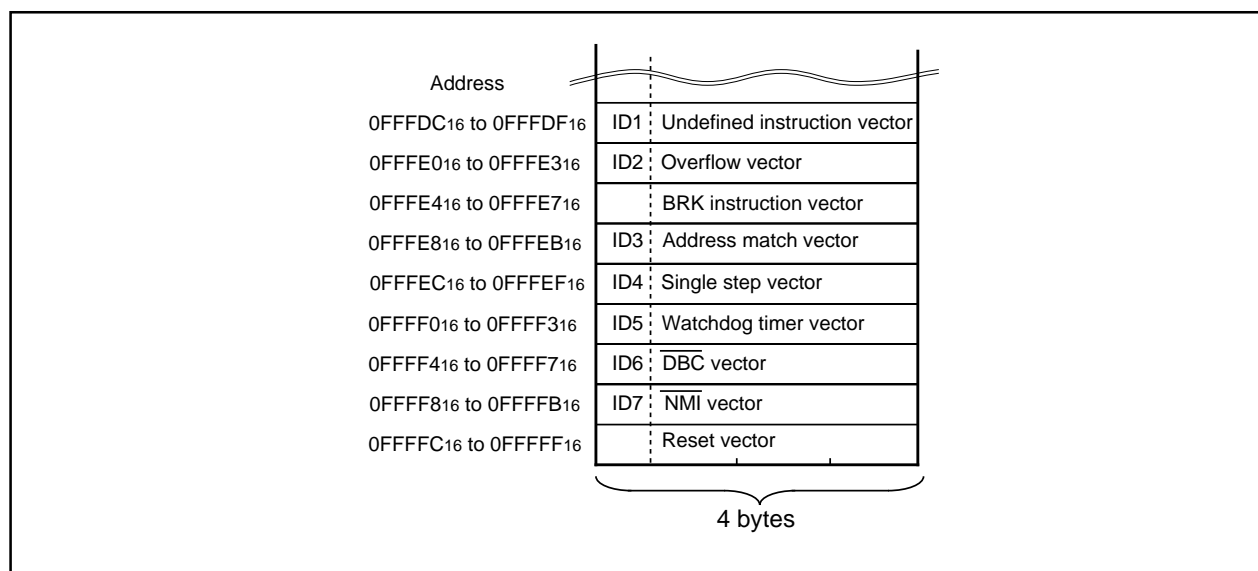 Address
0FFFDC16 to 0FFFDF16 ID1 Undefined instruction vector
0FFFE016 to 0FFFE316 ID2 Overflow vector
0FFFE416 to 0FFFE716 BRK instruction vector
0FFFE816 to 0FFFEB16 ID3 Address match vector
0FFFEC16 to 0FFFEF16 ID4 Single step vector
0FFFF016 to 0FFFF316 ID5 Watchdog timer vector
0FFFF416 to 0FFFF716 ID6 DBC vector
0FFFF816 to 0FFFFB16 ID7 NMI vector
0FFFFC16 to 0FFFFF16 Reset vector
4 bytes